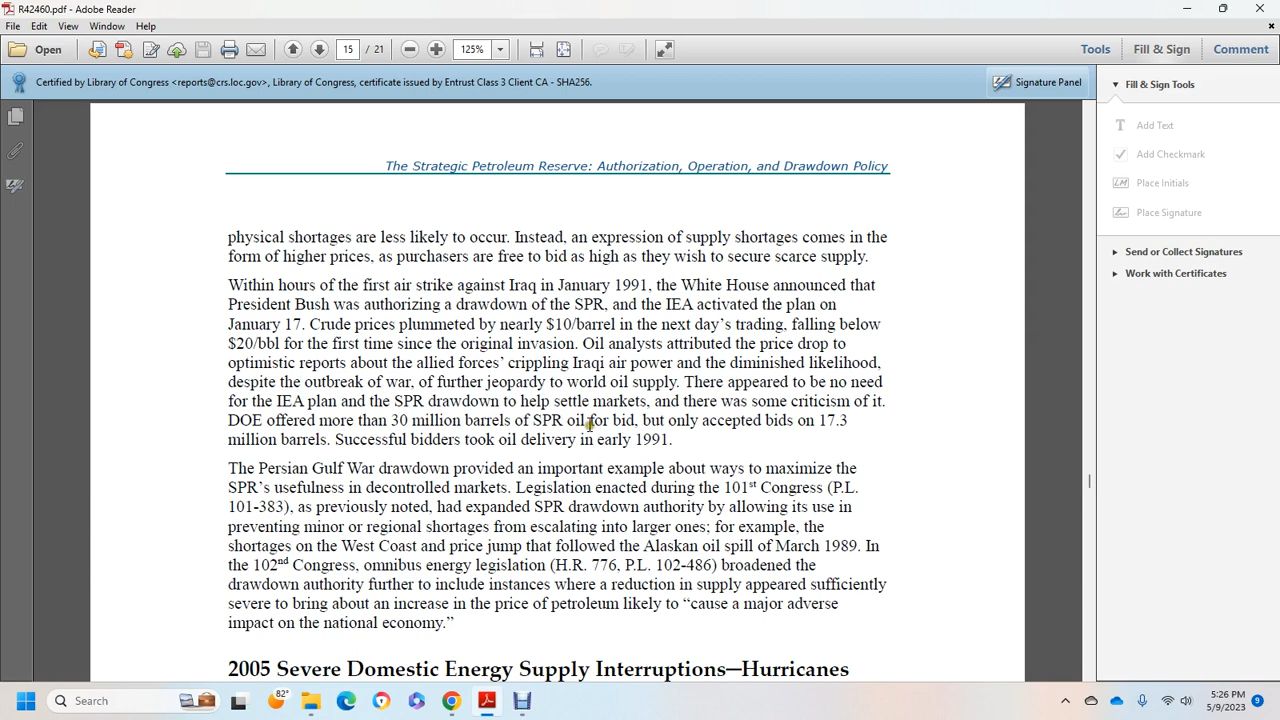 R42460.pdf - Adobe Reader
File Edit View Window Help
Open 15 / 21 125% Tools Fill & Sign Comment
Certified by Library of Congress <reports@crs.loc.gov>, Library of Congress, certificate issued by Entrust Class 3 Client CA - SHA256. Signature Panel
Fill & Sign Tools
Add Text
Add Checkmark
Place Initials
Place Signature
Send or Collect Signatures
Work with Certificates
The Strategic Petroleum Reserve: Authorization, Operation, and Drawdown Policy
physical shortages are less likely to occur. Instead, an expression of supply shortages comes in the
form of higher prices, as purchasers are free to bid as high as they wish to secure scarce supply.
Within hours of the first air strike against Iraq in January 1991, the White House announced that
President Bush was authorizing a drawdown of the SPR, and the IEA activated the plan on
January 17. Crude prices plummeted by nearly $10/barrel in the next day's trading, falling below
$20/bbl for the first time since the original invasion. Oil analysts attributed the price drop to
optimistic reports about the allied forces' crippling Iraqi air power and the diminished likelihood,
despite the outbreak of war, of further jeopardy to world oil supply. There appeared to be no need
for the IEA plan and the SPR drawdown to help settle markets, and there was some criticism of it.
DOE offered more than 30 million barrels of SPR oil for bid, but only accepted bids on 17.3
million barrels. Successful bidders took oil delivery in early 1991.
The Persian Gulf War drawdown provided an important example about ways to maximize the
SPR's usefulness in decontrolled markets. Legislation enacted during the 101st Congress (P.L.
101-383), as previously noted, had expanded SPR drawdown authority by allowing its use in
preventing minor or regional shortages from escalating into larger ones; for example, the
shortages on the West Coast and price jump that followed the Alaskan oil spill of March 1989. In
the 102nd Congress, omnibus energy legislation (H.R. 776, P.L. 102-486) broadened the
drawdown authority further to include instances where a reduction in supply appeared sufficiently
severe to bring about an increase in the price of petroleum likely to “cause a major adverse
impact on the national economy.”
2005 Severe Domestic Energy Supply Interruptions—Hurricanes
Search 82° 5:26 PM
5/9/2023 9